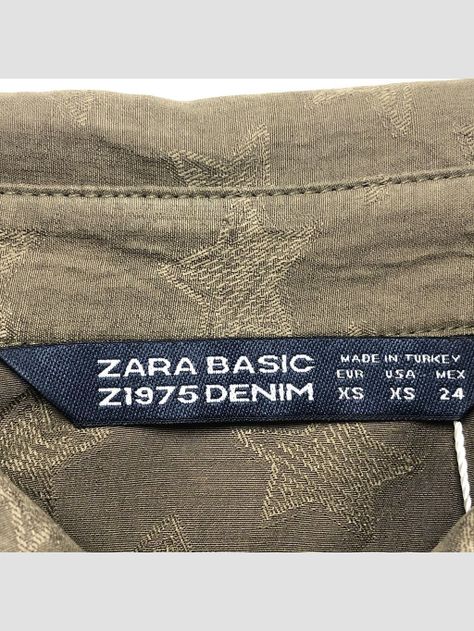 ZARA BASIC
Z1975 DENIM
MADE IN TURKEY
EUR USA MEX
XS XS 24